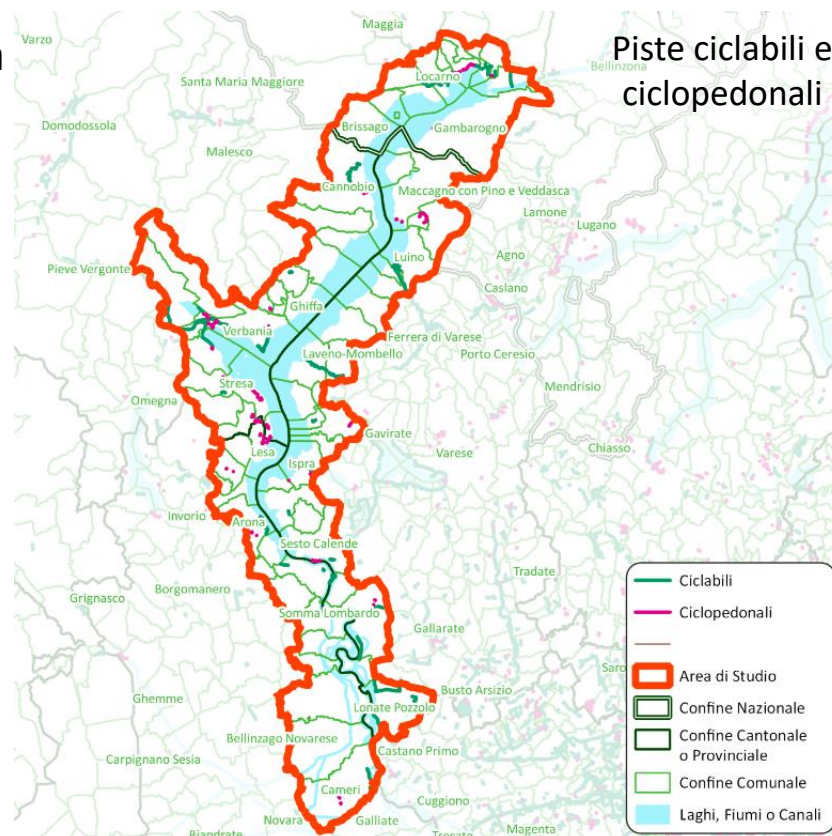 Piste ciclabili e
ciclopedonali
Maggia
Varzo
Locarno
Bellinzona
Santa Maria Maggiore
Domodossola
Brissago
Gambarogno
Malesco
Cannobio
Maccagno con Pino e Veddasca
Lamone
Lugano
Pieve Vergonte
Luino
Agno
Caslano
Ghiffa
Verbania
Ferrera di Varese
Laveno-Mombello
Porto Ceresio
Stresa
Mendrisio
Omegna
Gavirate
Chiasso
Lesa
Varese
Ispra
Invorio
Arona
Sesto Calende
Tradate
Borgomanero
Grignasco
Somma Lombardo
Gallarate
Saro
Ghemme
Busto Arsizio
Lonate Pozzolo
Bellinzago Novarese
Castano Primo
Carpignano Sesia
Cameri
Cuggiono
Novara
Galliate
Magenta
Biandrate
Trecate
Ciclabili
Ciclopedonali
Area di Studio
Confine Nazionale
Confine Cantonale
o Provinciale
Confine Comunale
Laghi, Fiumi o Canali